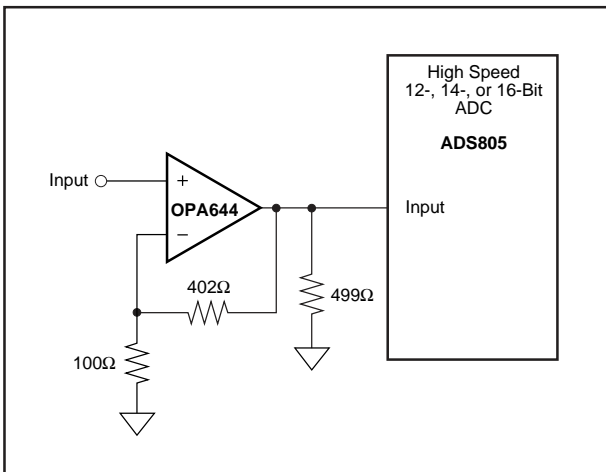 High Speed
12-, 14-, or 16-Bit
ADC
ADS805
Input
+
OPA644
−
Input
402Ω
499Ω
100Ω